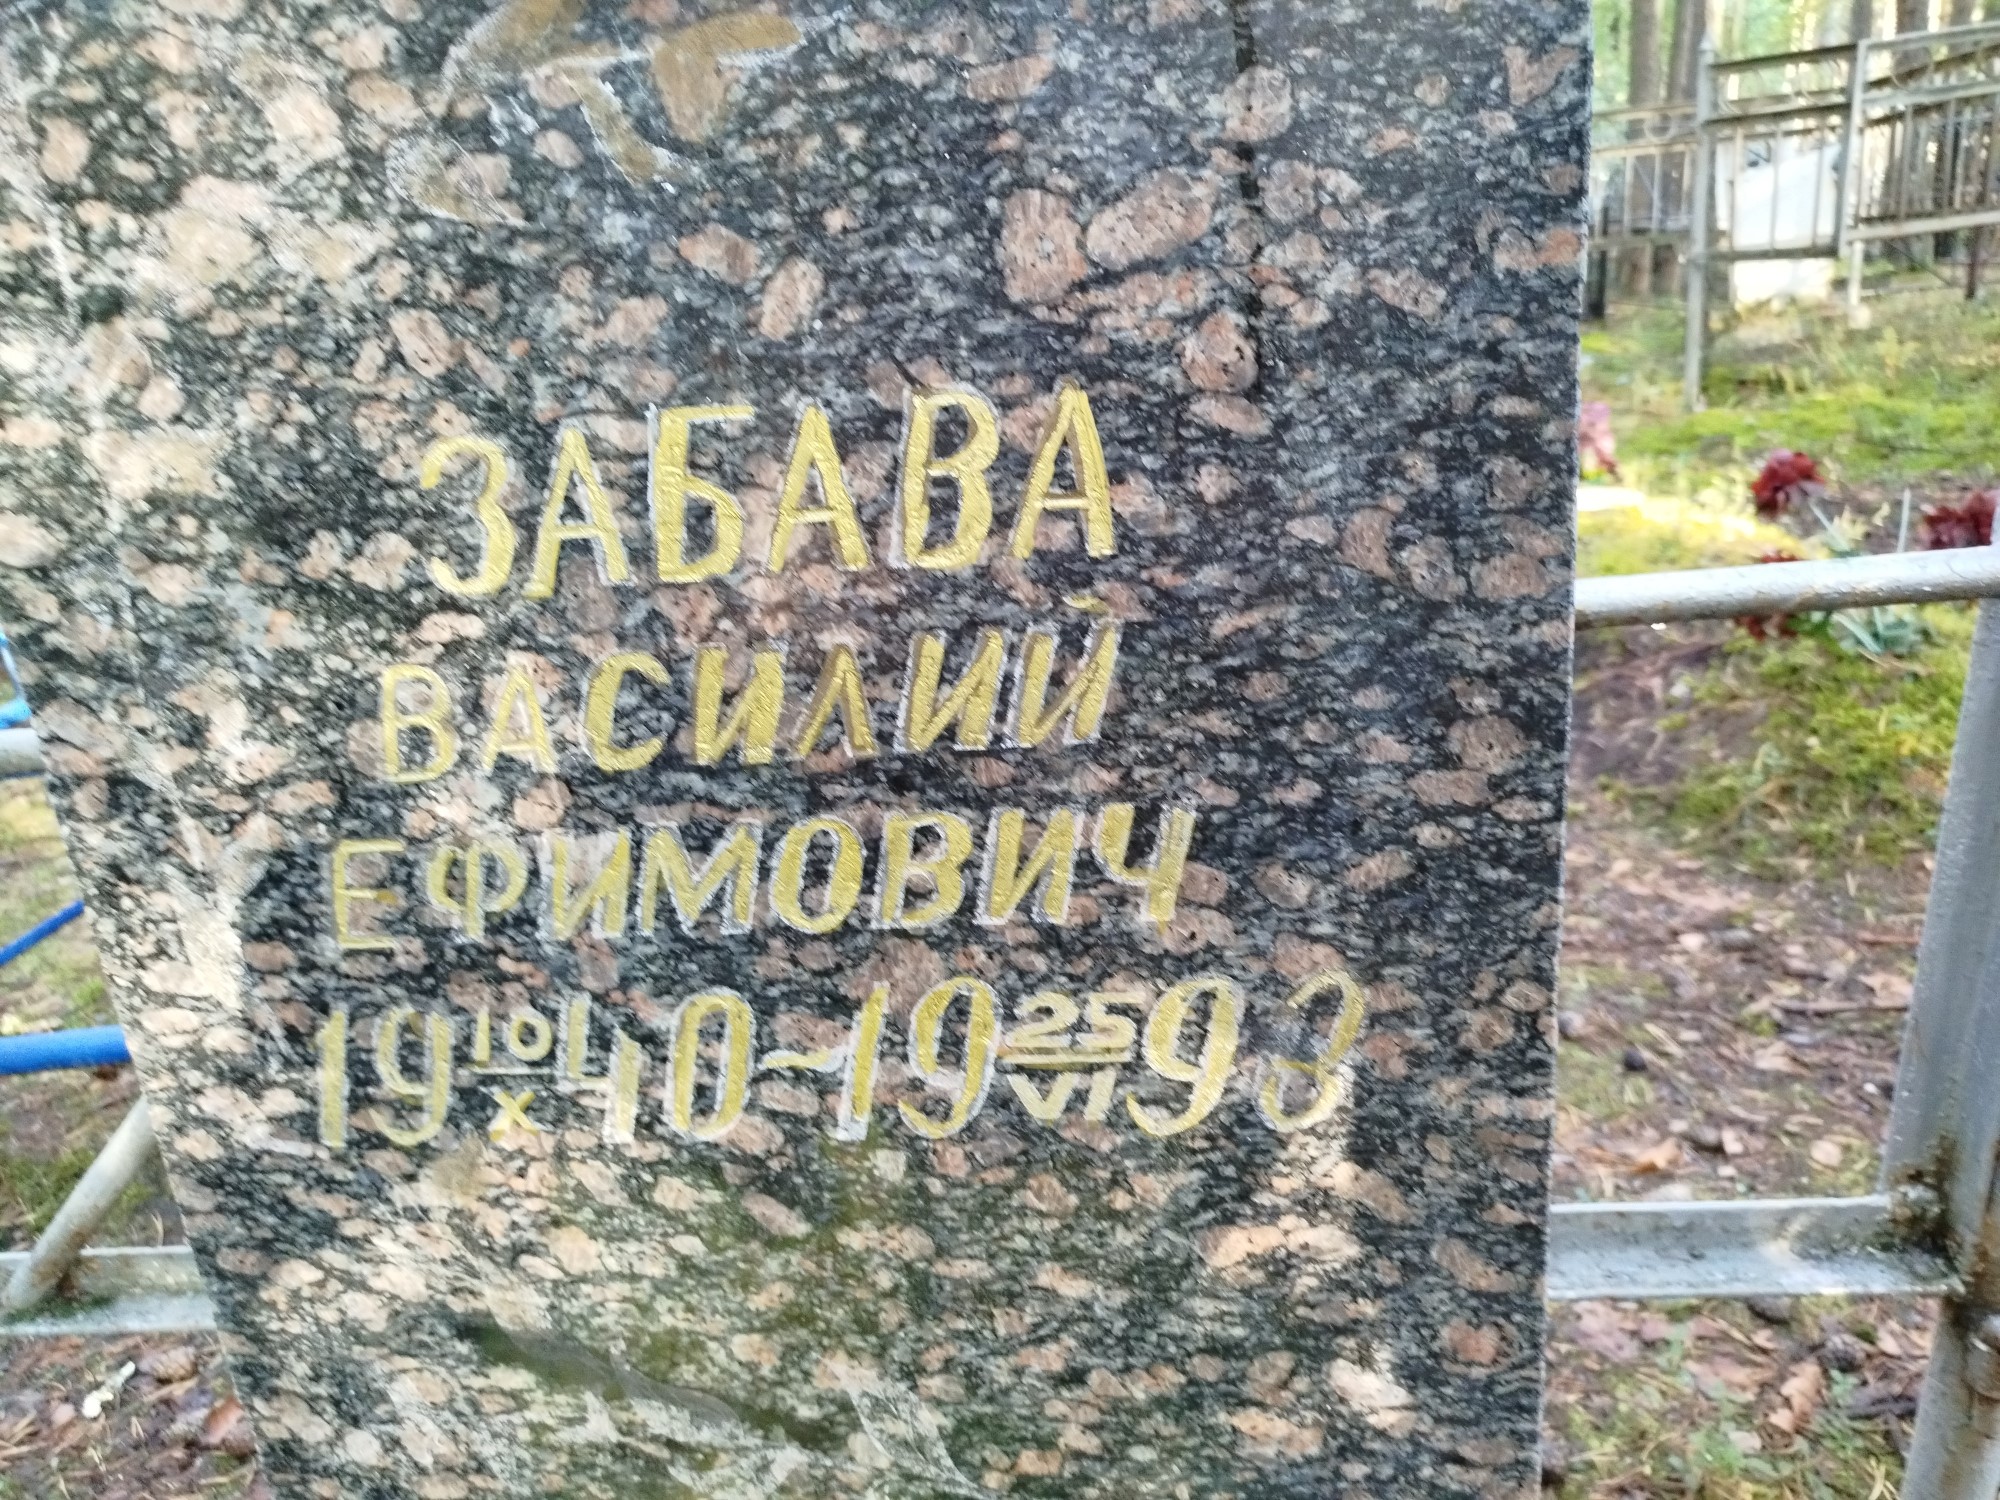 ЗАБАВА
ВАСИЛИЙ
ЕФИМОВИЧ
19 10/X 40~19 25/VI 93